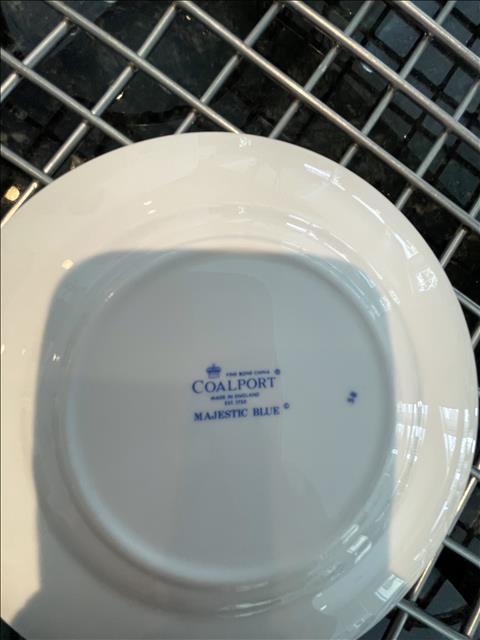 FINE BONE CHINA ©
COALPORT
MADE IN ENGLAND
EST. 1750
MAJESTIC BLUE ©